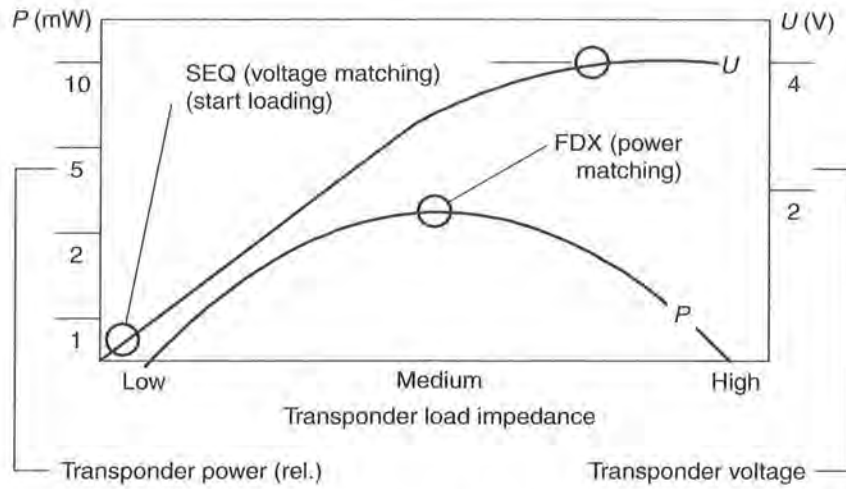 P (mW)
U (V)
10
5
2
1
4
2
SEQ (voltage matching)
(start loading)
U
FDX (power
matching)
P
Low
Medium
High
Transponder load impedance
Transponder power (rel.)
Transponder voltage